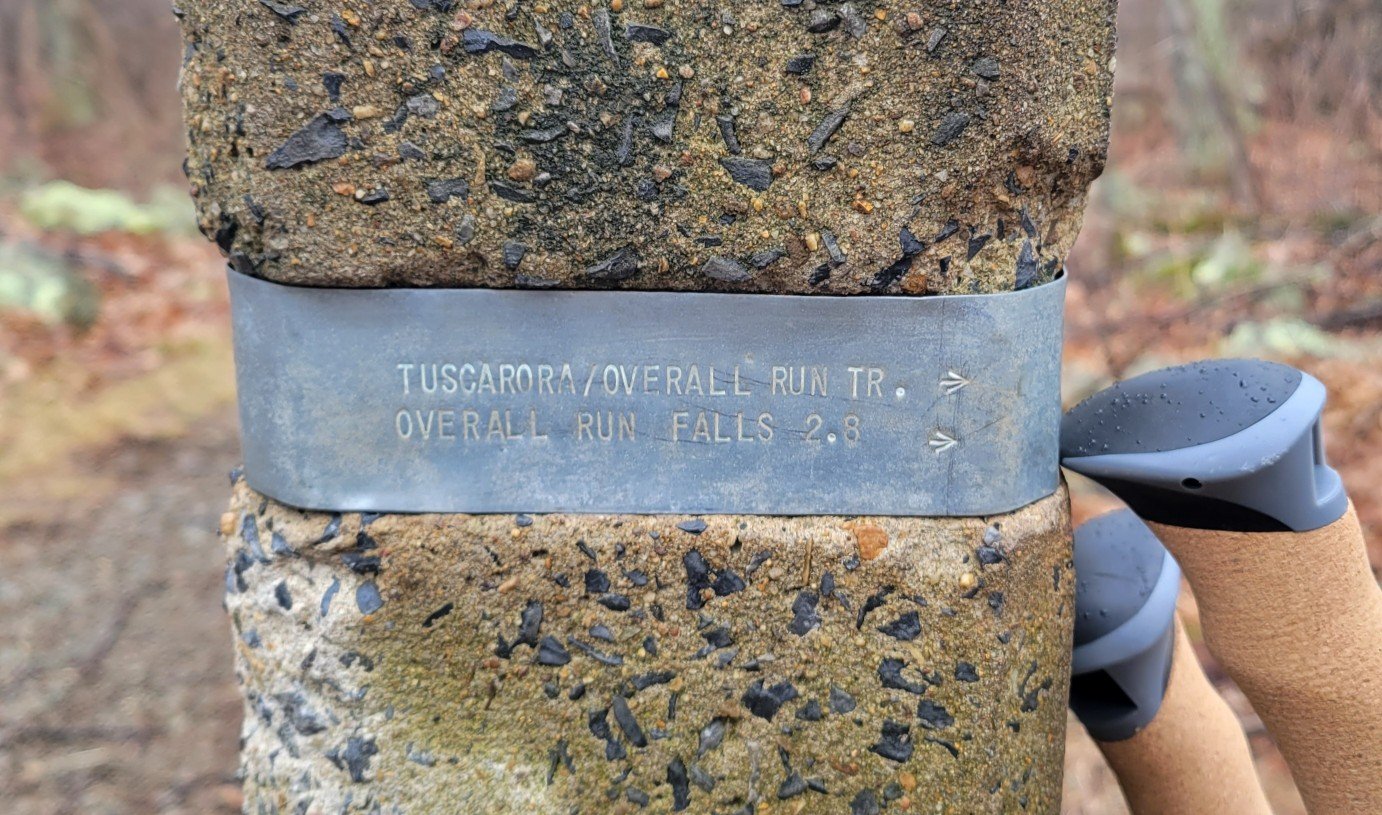 TUSCARORA/OVERALL RUN TR.
OVERALL RUN FALLS 2.8